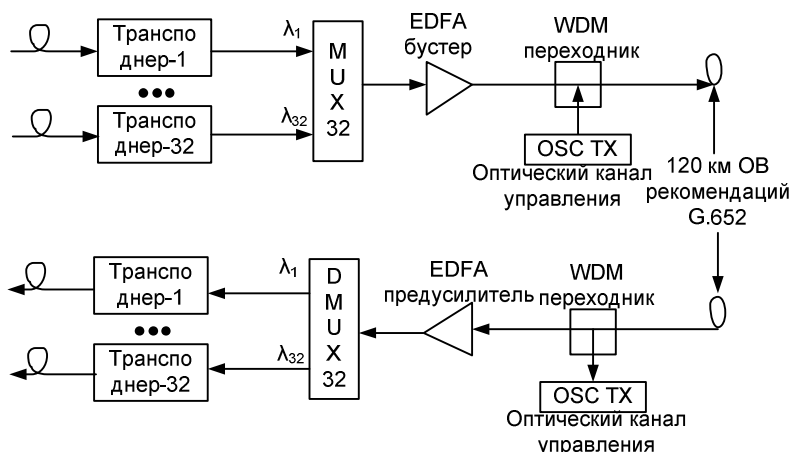 Транспо
днер-1
λ1
●●●
Транспо
днер-32
λ32
M
U
X
32
EDFA
бустер
WDM
переходник
OSC TX
Оптический канал
управления
120 км ОВ
рекомендаций
G.652
Транспо
днер-1
λ1
●●●
Транспо
днер-32
λ32
D
M
U
X
32
EDFA
предусилитель
WDM
переходник
OSC TX
Оптический канал
управления